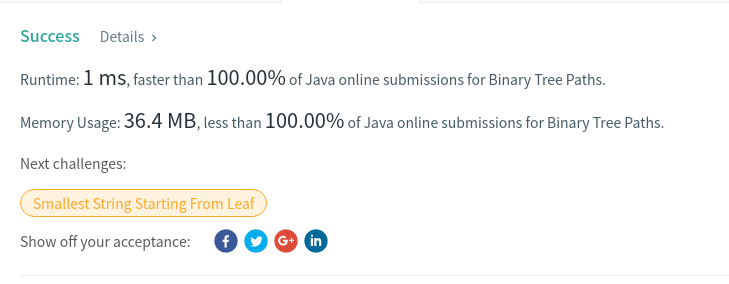 Success Details >
Runtime: 1 ms, faster than 100.00% of Java online submissions for Binary Tree Paths.
Memory Usage: 36.4 MB, less than 100.00% of Java online submissions for Binary Tree Paths.
Next challenges:
Smallest String Starting From Leaf
Show off your acceptance: f G+ in